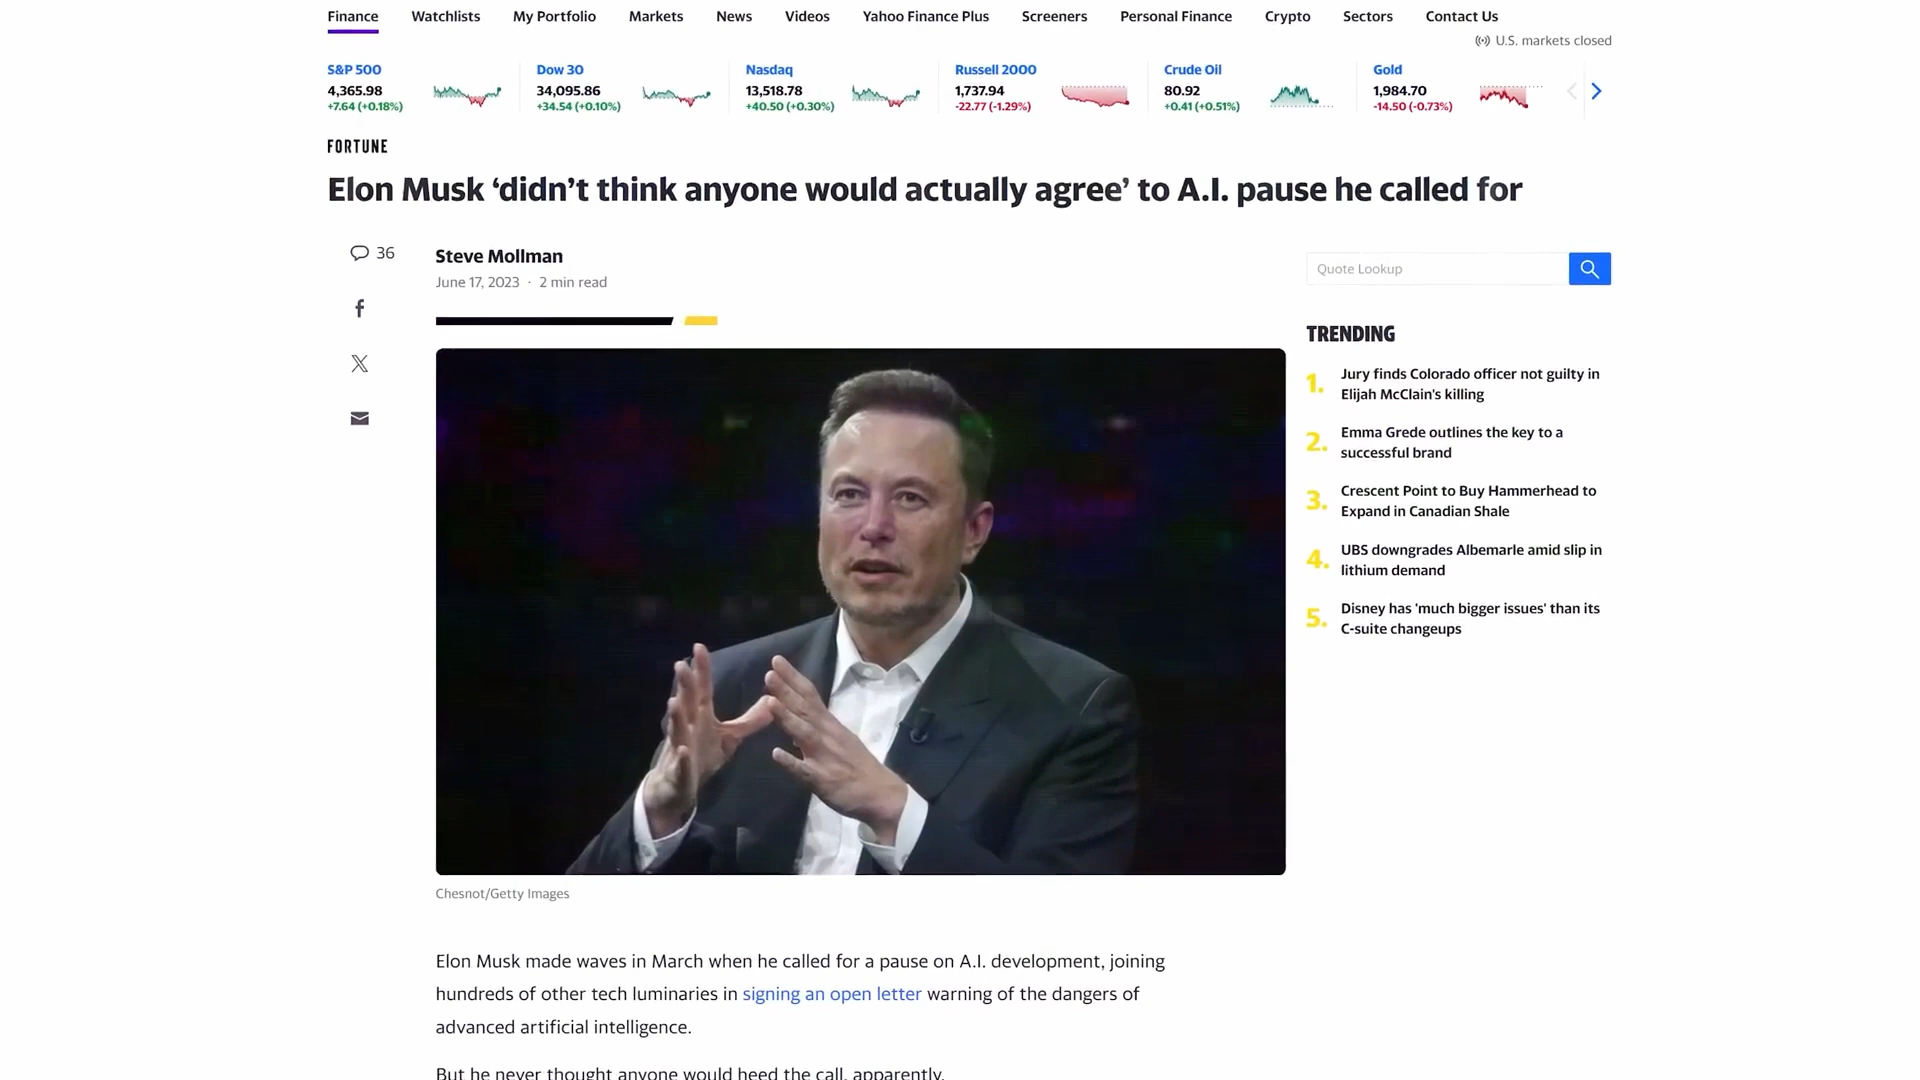 Finance Watchlists My Portfolio Markets News Videos Yahoo Finance Plus Screeners Personal Finance Crypto Sectors Contact Us
U.S. markets closed
S&P 500
4,365.98
+7.64 (+0.18%)
Dow 30
34,095.86
+34.54 (+0.10%)
Nasdaq
13,518.78
+40.50 (+0.30%)
Russell 2000
1,737.94
-22.77 (-1.29%)
Crude Oil
80.92
+0.41 (+0.51%)
Gold
1,984.70
-14.50 (-0.73%)
FORTUNE
Elon Musk ‘didn’t think anyone would actually agree’ to A.I. pause he called for
36
Steve Mollman
June 17, 2023 · 2 min read
Quote Lookup
TRENDING
1. Jury finds Colorado officer not guilty in
Elijah McClain's killing
2. Emma Grede outlines the key to a
successful brand
3. Crescent Point to Buy Hammerhead to
Expand in Canadian Shale
4. UBS downgrades Albemarle amid slip in
lithium demand
5. Disney has 'much bigger issues' than its
C-suite changeups
Chesnot/Getty Images
Elon Musk made waves in March when he called for a pause on A.I. development, joining
hundreds of other tech luminaries in signing an open letter warning of the dangers of
advanced artificial intelligence.
But he never thought anyone would heed the call, apparently.